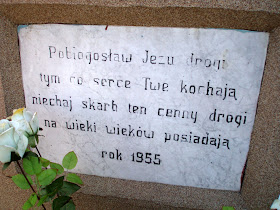 Pobłogosław Jezu drogi
tym co serce Twe kochają
niechaj skarb ten cenny drogi
na wieki wieków posiadają
rok 1955